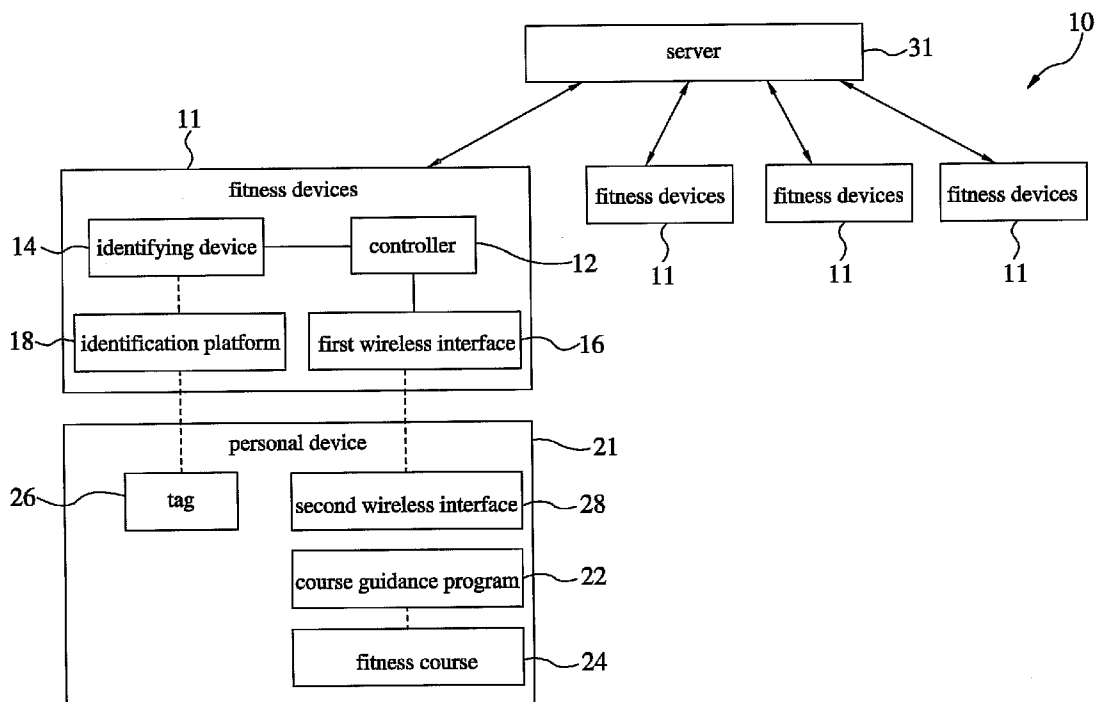 10
server
31
11
fitness devices
fitness devices
fitness devices
fitness devices
14
identifying device
controller
12
11
11
11
18
identification platform
first wireless interface
16
personal device
21
26
tag
second wireless interface
28
course guidance program
22
fitness course
24